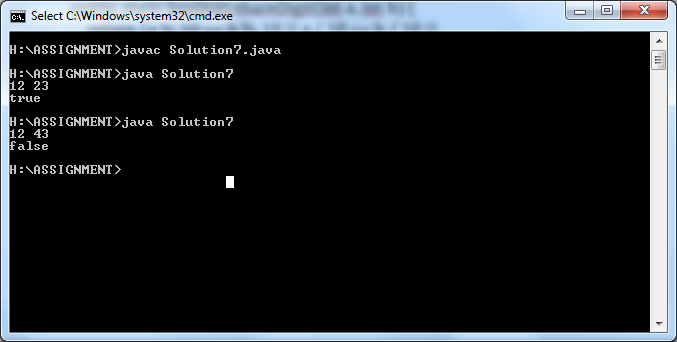 Select C:\Windows\system32\cmd.exe
H:\ASSIGNMENT>javac Solution7.java
H:\ASSIGNMENT>java Solution7
12 23
true
H:\ASSIGNMENT>java Solution7
12 43
false
H:\ASSIGNMENT>